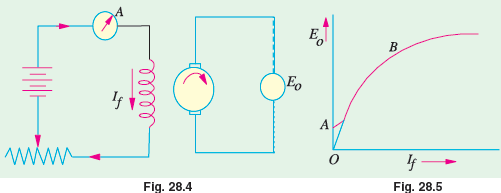 A
I_f
E_o
Fig. 28.4
E_o
B
A
O
I_f
Fig. 28.5